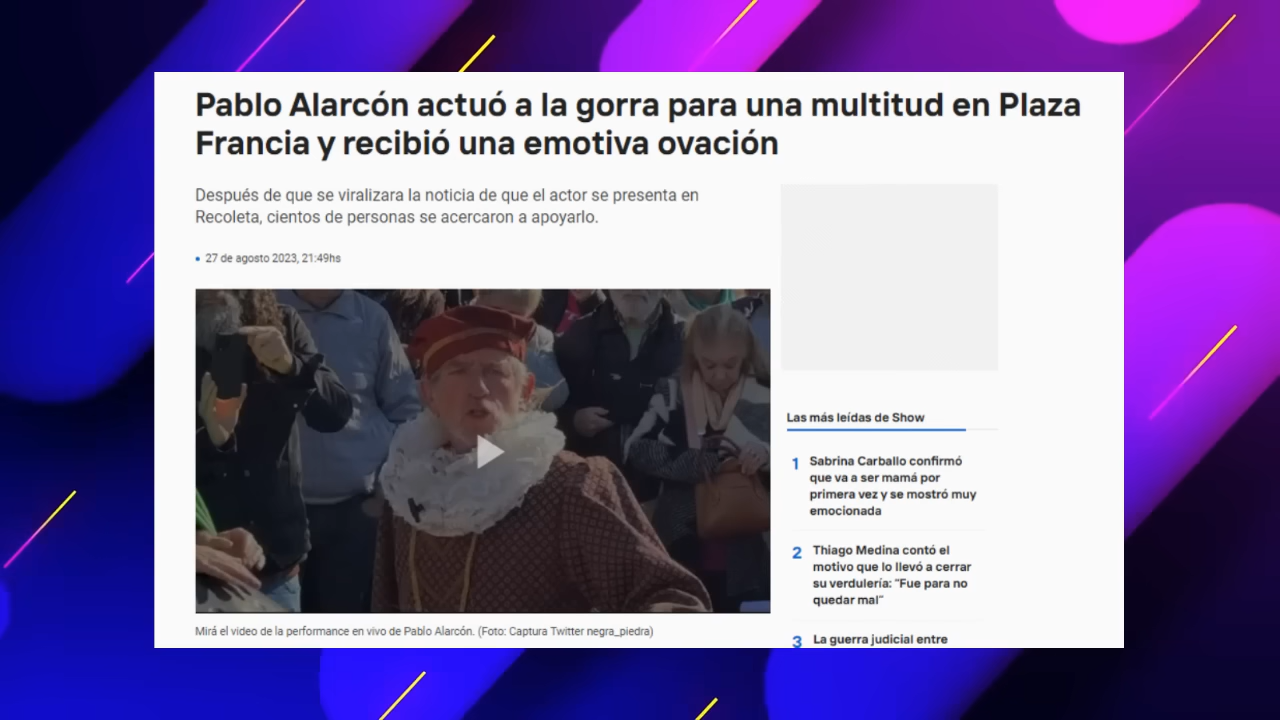 Pablo Alarcón actuó a la gorra para una multitud en Plaza
Francia y recibió una emotiva ovación
Después de que se viralizara la noticia de que el actor se presenta en
Recoleta, cientos de personas se acercaron a apoyarlo.
• 27 de agosto 2023, 21:49hs
Mirá el video de la performance en vivo de Pablo Alarcón. (Foto: Captura Twitter negra_piedra)
Las más leídas de Show
1 Sabrina Carballo confirmó
que va a ser mamá por
primera vez y se mostró muy
emocionada
2 Thiago Medina contó el
motivo que lo llevó a cerrar
su verdulería: "Fue para no
quedar mal"
3 La guerra judicial entre